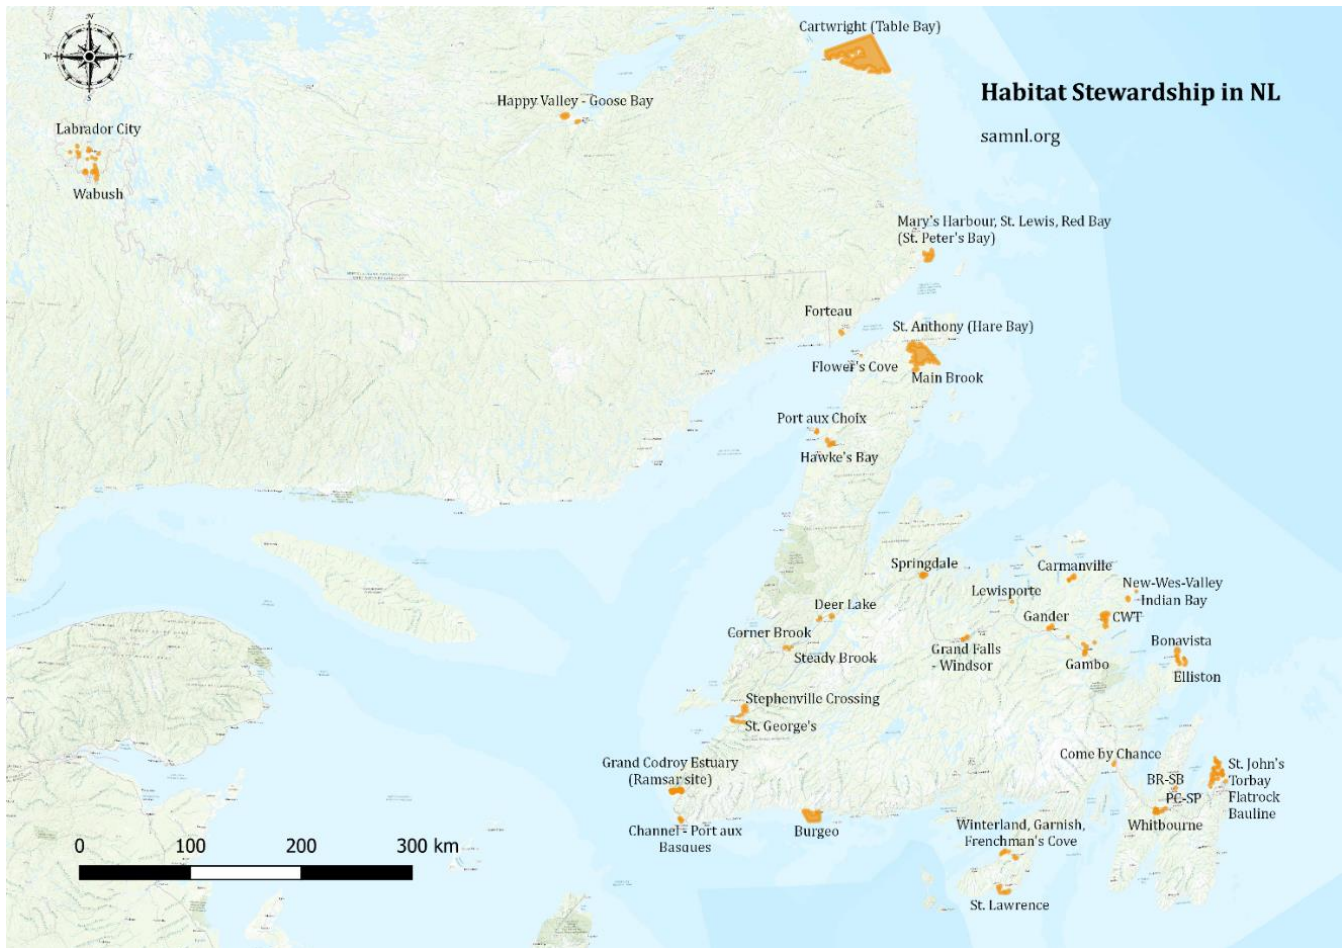 Cartwright (Table Bay)
N
W
E
S
Habitat Stewardship in NL
samnl.org
Happy Valley - Goose Bay
Labrador City
Wabush
Mary's Harbour, St. Lewis, Red Bay
(St. Peter's Bay)
Forteau
St. Anthony (Hare Bay)
Flower's Cove
Main Brook
Port aux Choix
Hawke's Bay
Springdale
Carmanville
New-Wes-Valley
Indian Bay
Lewisporte
Deer Lake
Gander
CWT
Corner Brook
Steady Brook
Grand Falls
- Windsor
Gambo
Bonavista
Elliston
Stephenville Crossing
St. George's
Come by Chance
Grand Codroy Estuary
(Ramsar site)
BR-SB
PC-SP
St. John's
Torbay
Flatrock
Bauline
Whitbourne
Channel - Port aux
Basques
Burgeo
Winterland, Garnish,
Frenchman's Cove
St. Lawrence
0 100 200 300 km